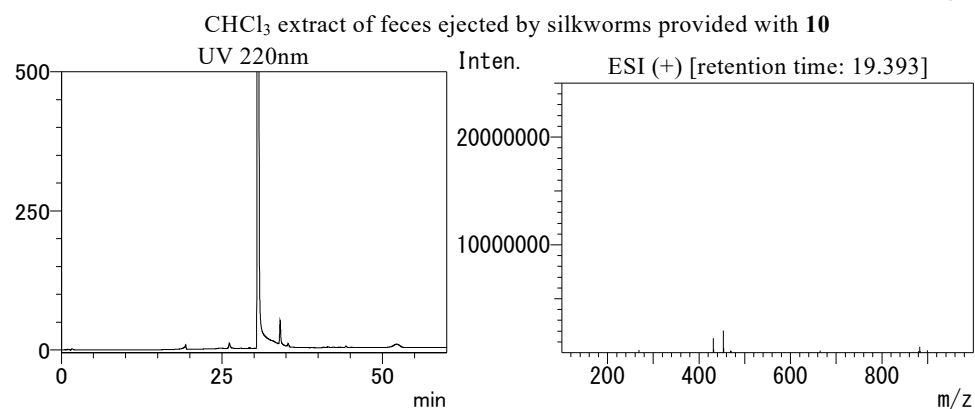 CHCl₃ extract of feces ejected by silkworms provided with 10
UV 220nm
500
250
0
0
25
50
min
Inten.
ESI (+) [retention time: 19.393]
20000000
10000000
200
400
600
800
m/z